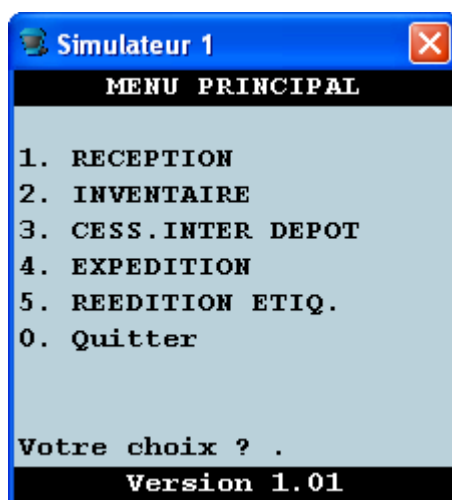 Simulateur 1
MENU PRINCIPAL
1. RECEPTION
2. INVENTAIRE
3. CESS.INTER DEPOT
4. EXPEDITION
5. REEDITION ETIQ.
0. Quitter
Votre choix ? .
Version 1.01